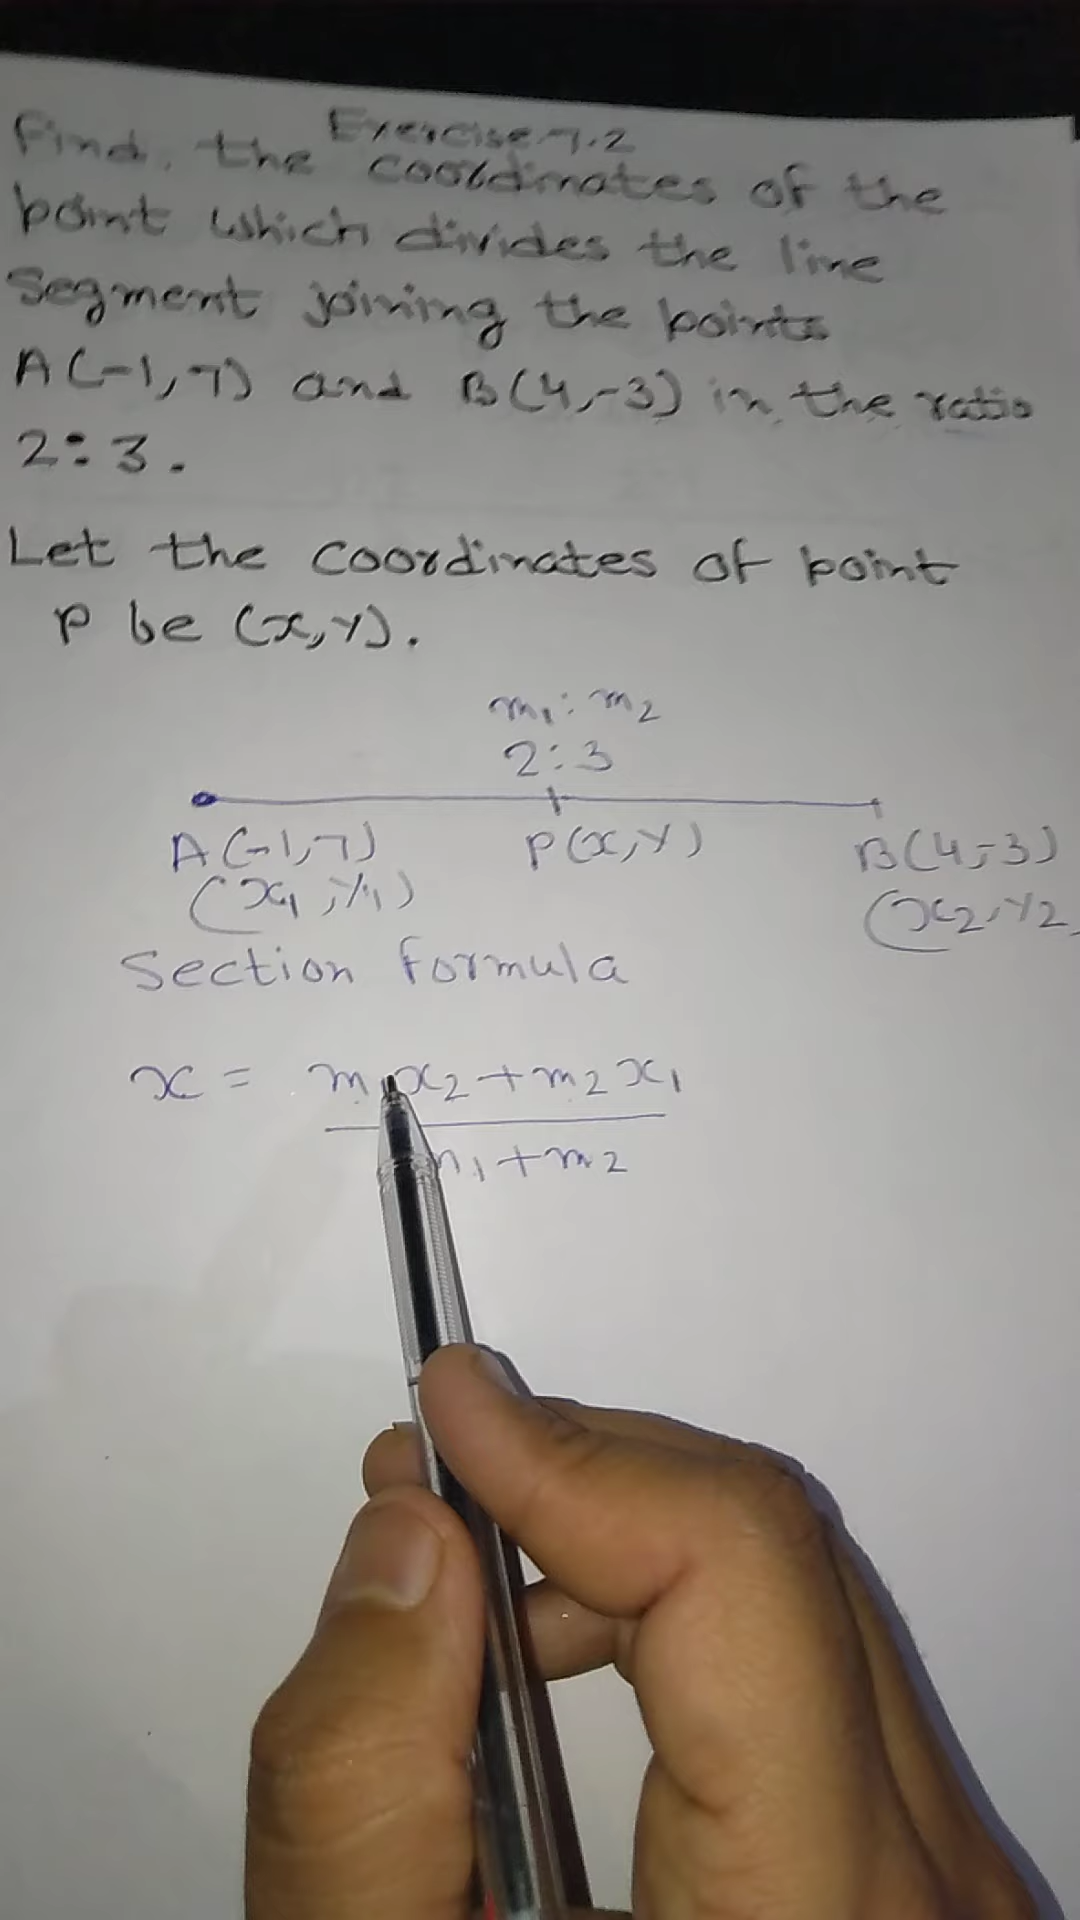 Exercise 7.2
Find the coordinates of the
point which divides the line
Segment joining the points
A(-1,7) and B(4,-3) in the ratio
2:3.
Let the coordinates of point
P be (x,y).
m₁:m₂
2:3
A(-1,7) P(x,y) B(4,-3)
(x₁,y₁) (x₂,y₂
Section formula
x = m₁x₂+m₂x₁
m₁+m₂